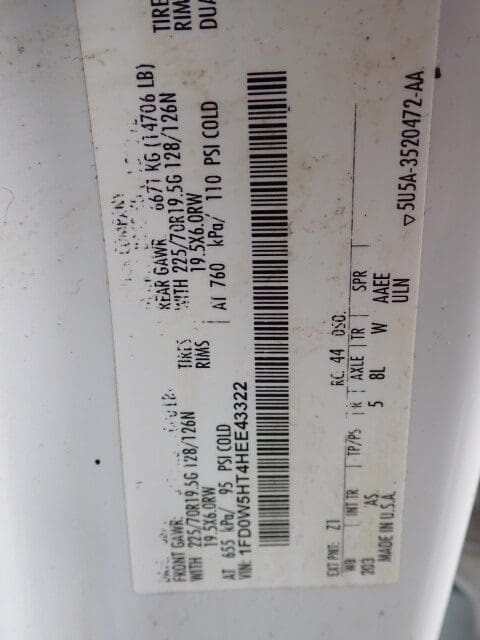 COMPANY
TIRE
FRONT GAWR:
REAR GAWR 6671 KG (14706 LB)
RIM
WITH 225/70R19.5G 128/126N TIRES WITH 225/70R19.5G 128/126N
DUA
19.5X6.0RW RIMS 19.5X6.0RW
AT 655 kPa/ 95 PSI COLD AT 760 kPa/ 110 PSI COLD
VIN: 1FD0W5HT4HEE43322
EXT PNT: Z1 RC: 44 DSO:
WB INT TR TP/PS R AXLE TR SPR
203 AS 5 8L W AAEE
MADE IN U.S.A. ULN
▽5U5A-3520472-AA